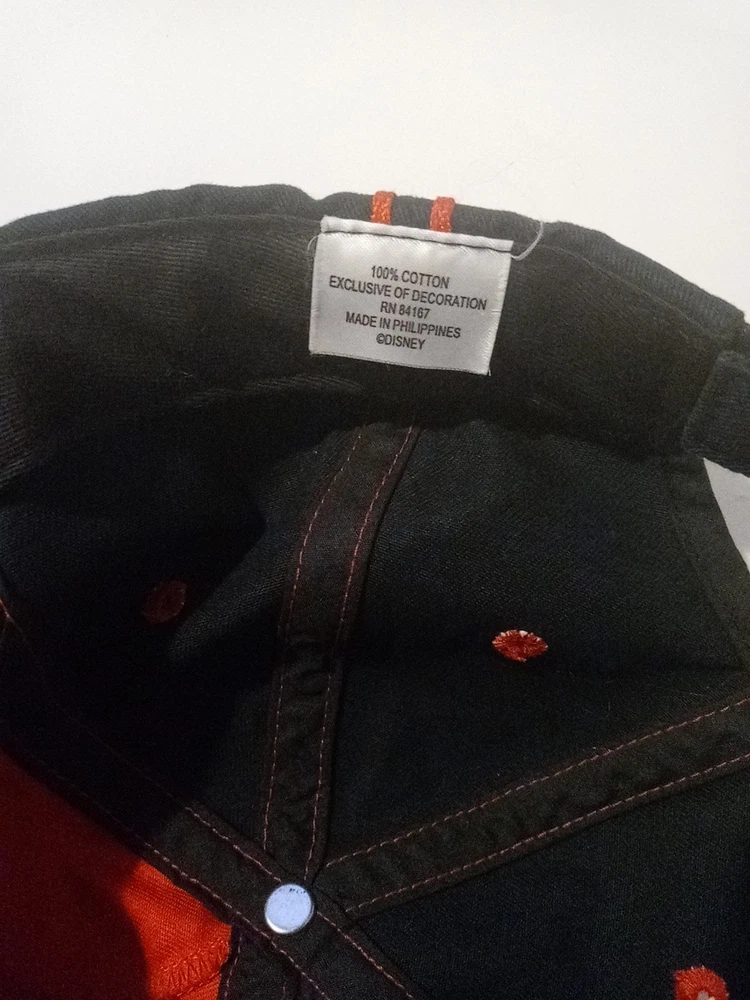 100% COTTON
EXCLUSIVE OF DECORATION
RN 84167
MADE IN PHILIPPINES
©DISNEY